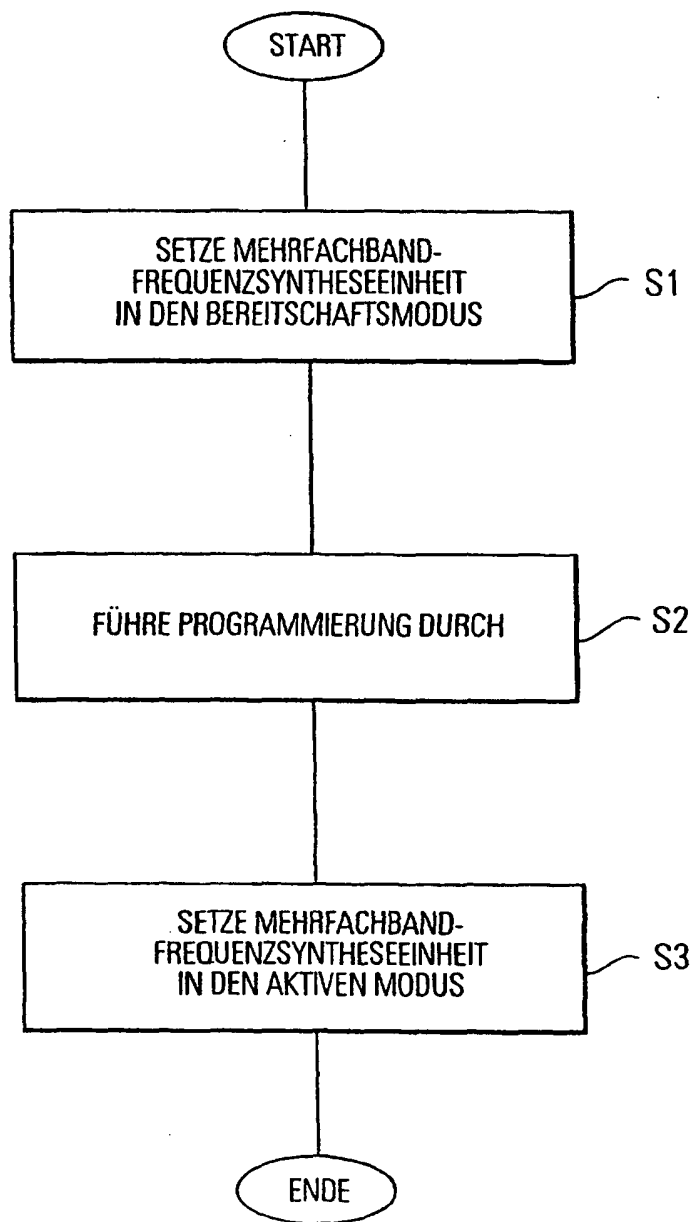 START
SETZE MEHRFACHBAND-
FREQUENZSYNTHESEEINHEIT
IN DEN BEREITSCHAFTSMODUS
S1
FÜHRE PROGRAMMIERUNG DURCH
S2
SETZE MEHRFACHBAND-
FREQUENZSYNTHESEEINHEIT
IN DEN AKTIVEN MODUS
S3
ENDE